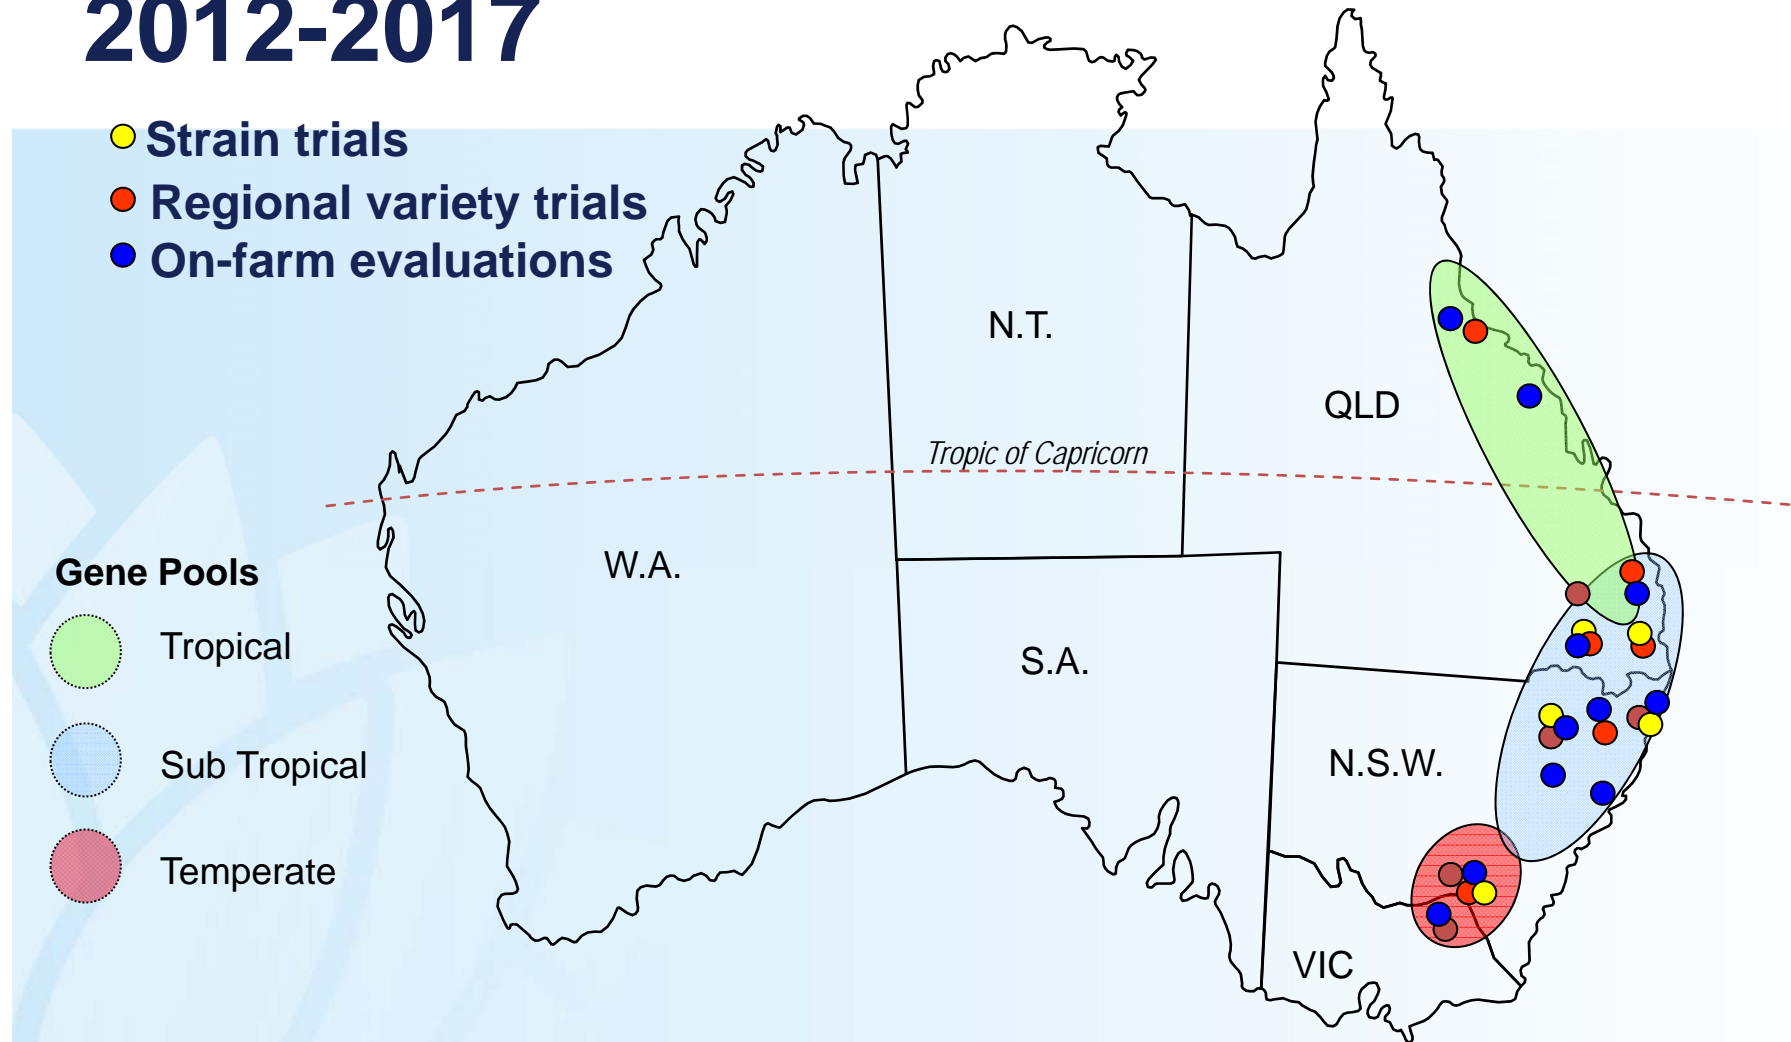 2012-2017
Strain trials
Regional variety trials
On-farm evaluations
N.T.
QLD
Tropic of Capricorn
W.A.
Gene Pools
Tropical
S.A.
Sub Tropical
N.S.W.
Temperate
VIC